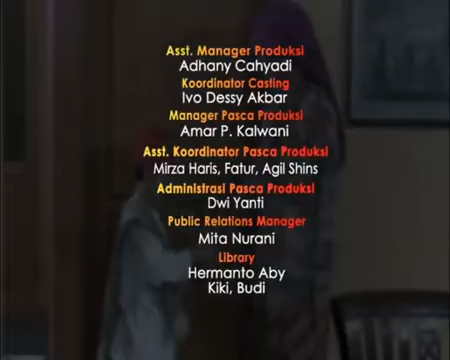 Asst. Manager Produksi
Adhany Cahyadi
Koordinator Casting
Ivo Dessy Akbar
Manager Pasca Produksi
Amar P. Kalwani
Asst. Koordinator Pasca Produksi
Mirza Haris, Fatur, Agil Shins
Administrasi Pasca Produksi
Dwi Yanti
Public Relations Manager
Mita Nurani
Library
Hermanto Aby
Kiki, Budi